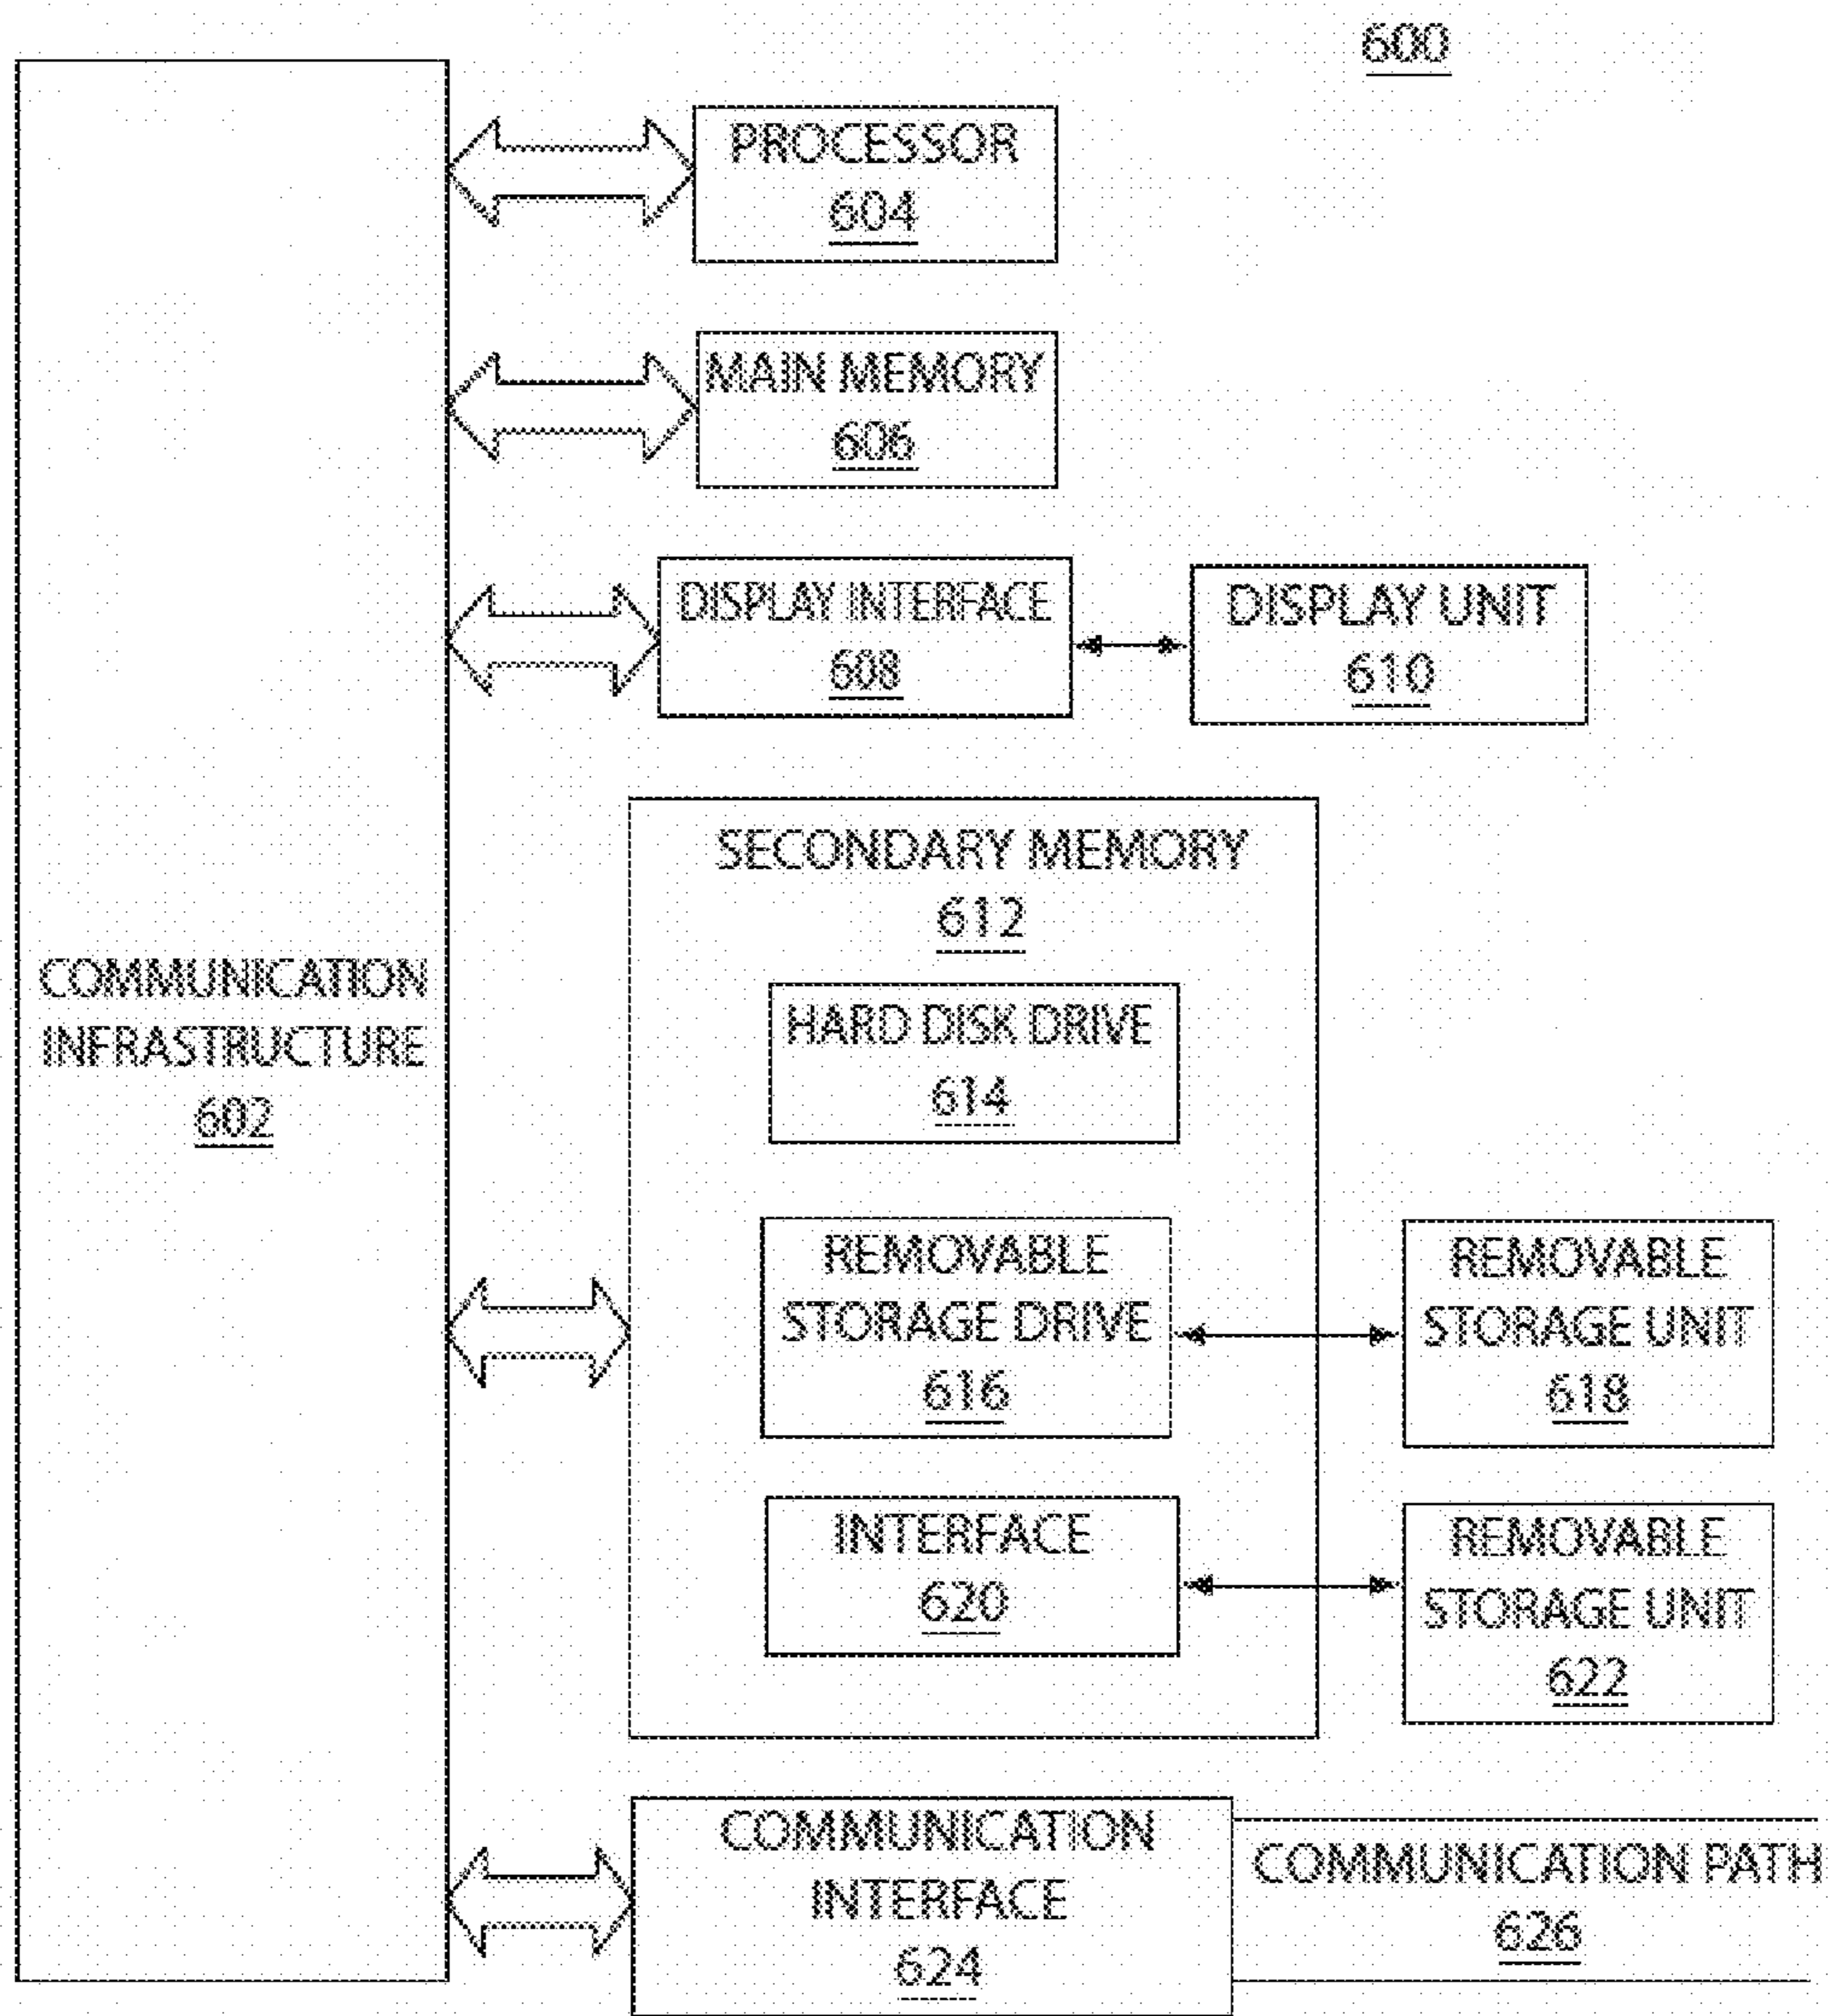 600
PROCESSOR
604
MAIN MEMORY
606
DISPLAY INTERFACE
608
DISPLAY UNIT
610
SECONDARY MEMORY
612
HARD DISK DRIVE
614
COMMUNICATION
INFRASTRUCTURE
602
REMOVABLE
STORAGE DRIVE
616
REMOVABLE
STORAGE UNIT
618
INTERFACE
620
REMOVABLE
STORAGE UNIT
622
COMMUNICATION
INTERFACE
624
COMMUNICATION PATH
626